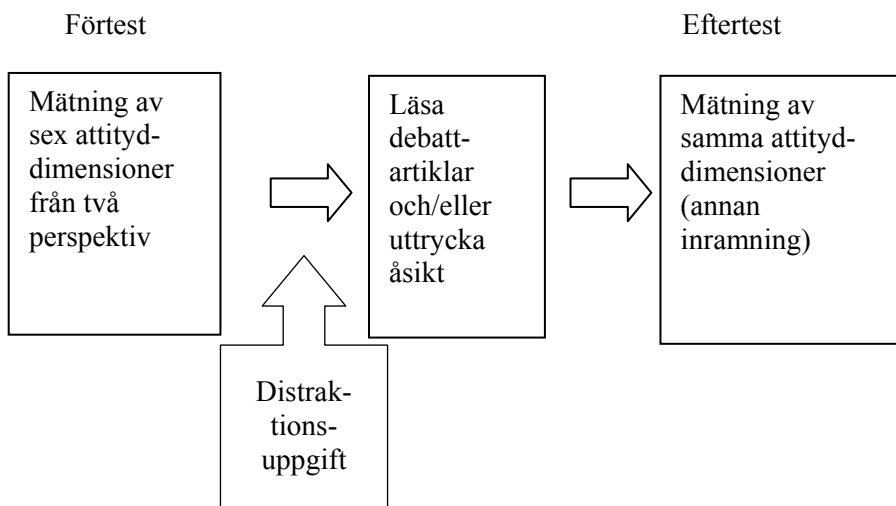 Förtest
Eftertest
Mätning av
sex attityd-
dimensioner
från två
perspektiv
Läsa
debatt-
artiklar
och/eller
uttrycka
åsikt
Mätning av
samma attityd-
dimensioner
(annan
inramning)
Distrak-
tions-
uppgift